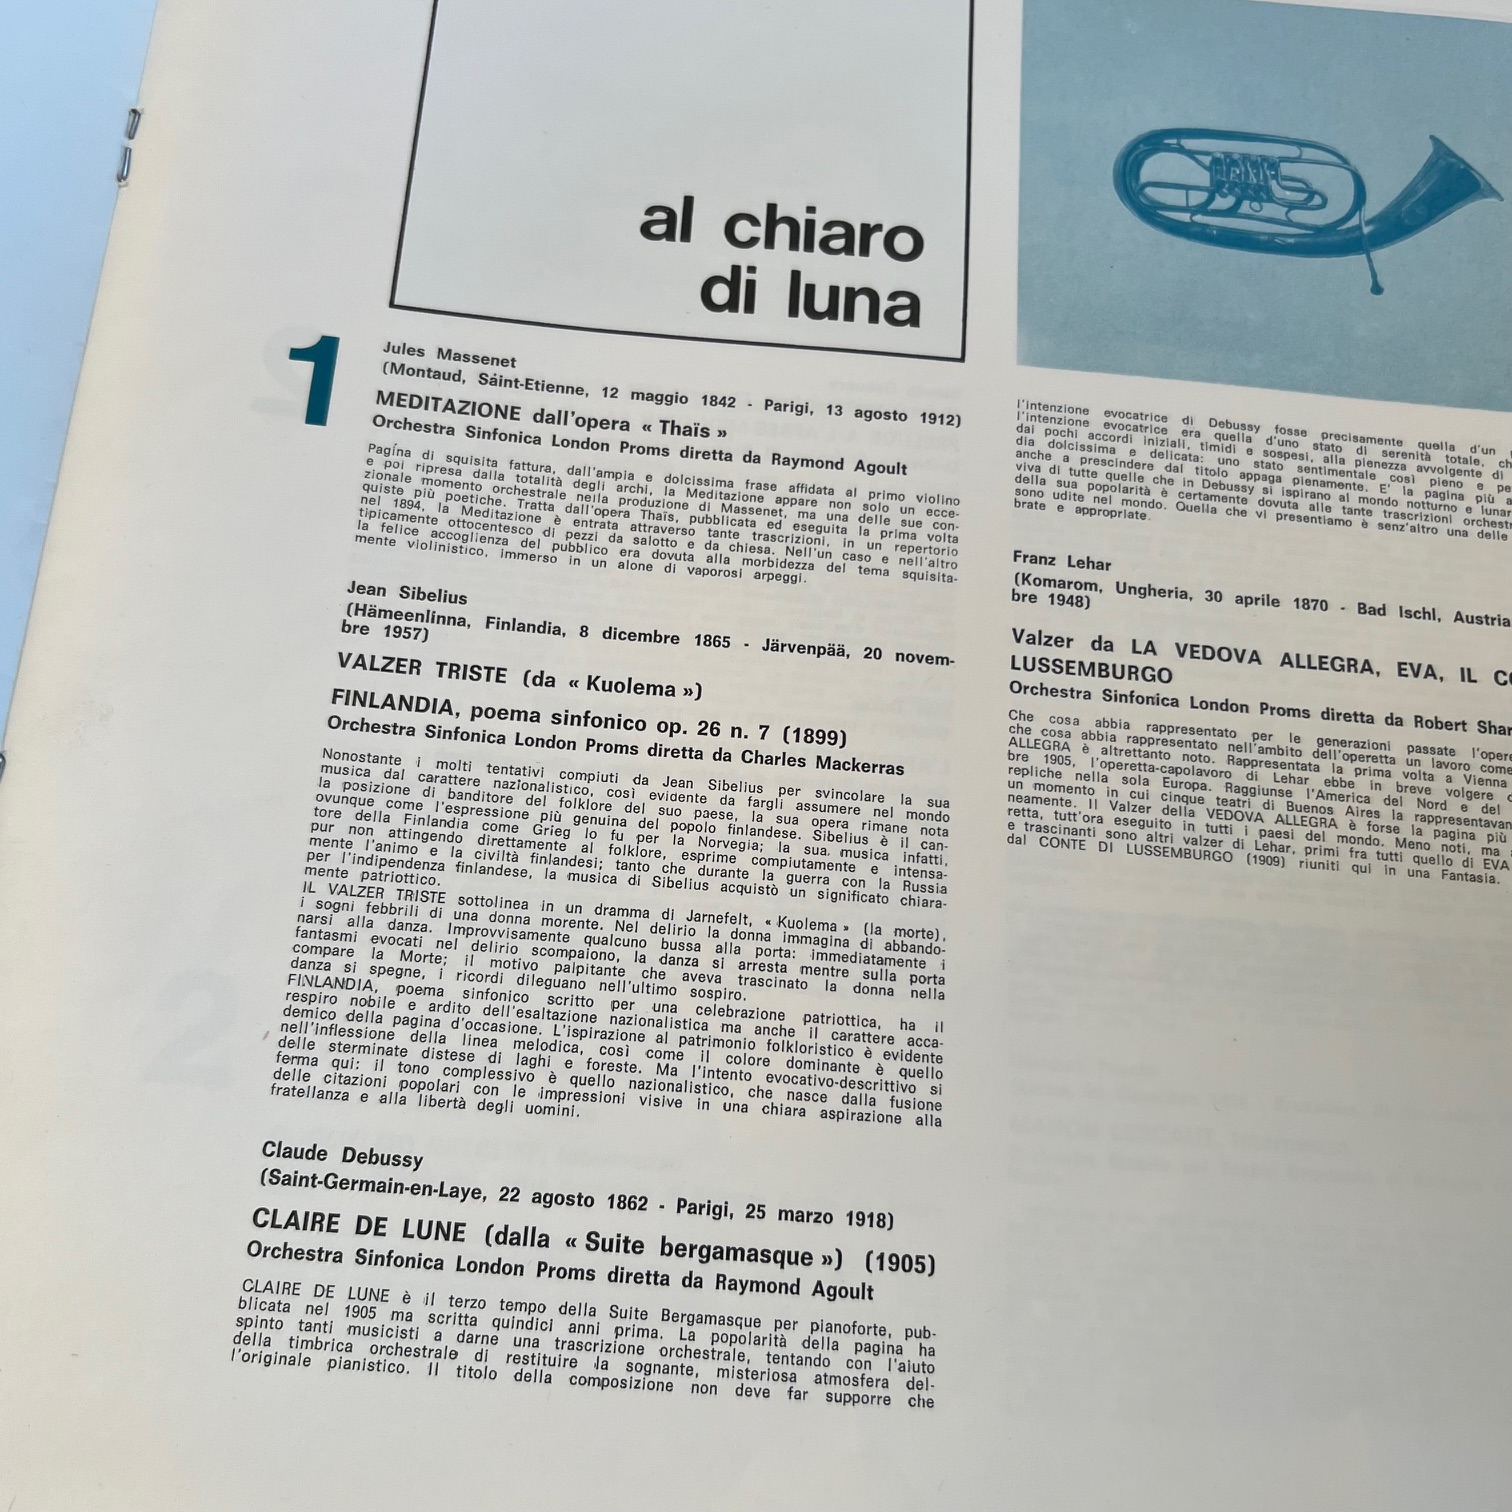 al chiaro
di luna
1
Jules Massenet
(Montaud, Sáint-Etienne, 12 maggio 1842 - Parigi, 13 agosto 1912)
MEDITAZIONE dall'opera « Thaïs »
Orchestra Sinfonica London Proms diretta da Raymond Agoult
Pagina di squisita fattura, dall'ampia e dolcissima frase affidata al primo violino
e poi ripresa dalla totalità degli archi, la Meditazione appare non solo un ecce-
zionale momento orchestrale nella produzione di Massenet, ma una delle sue con-
quiste più poetiche. Tratta dall'opera Thaïs, pubblicata ed eseguita la prima volta
nel 1894, la Meditazione è entrata attraverso tante trascrizioni, in un repertorio
tipicamente ottocentesco di pezzi da salotto e da chiesa. Nell'un caso e nell'altro
la felice accoglienza del pubblico era dovuta alla morbidezza del tema squisita-
mente violinistico, immerso in un alone di vaporosi arpeggi.
Jean Sibelius
(Hämeenlinna, Finlandia, 8 dicembre 1865 - Järvenpää, 20 novem-
bre 1957)
VALZER TRISTE (da « Kuolema »)
FINLANDIA, poema sinfonico op. 26 n. 7 (1899)
Orchestra Sinfonica London Proms diretta da Charles Mackerras
Nonostante i molti tentativi compiuti da Jean Sibelius per svincolare la sua
musica dal carattere nazionalistico, così evidente da fargli assumere nel mondo
la posizione di banditore del folklore del suo paese, la sua opera rimane nota
ovunque come l'espressione più genuina del popolo finlandese. Sibelius è il can-
tore della Finlandia come Grieg lo fu per la Norvegia; la sua musica infatti,
pur non attingendo direttamente al folklore, esprime compiutamente e intensa-
mente l'animo e la civiltà finlandesi; tanto che durante la guerra con la Russia
per l'indipendenza finlandese, la musica di Sibelius acquistò un significato chiara-
mente patriottico.
IL VALZER TRISTE sottolinea in un dramma di Jarnefelt, « Kuolema » (la morte),
i sogni febbrili di una donna morente. Nel delirio la donna immagina di abbando-
narsi alla danza. Improvvisamente qualcuno bussa alla porta: immediatamente i
fantasmi evocati nel delirio scompaiono, la danza si arresta mentre sulla porta
compare la Morte; il motivo palpitante che aveva trascinato la donna nella
danza si spegne, i ricordi dileguano nell'ultimo sospiro.
FINLANDIA, poema sinfonico scritto per una celebrazione patriottica, ha il
respiro nobile e ardito dell'esaltazione nazionalistica ma anche il carattere acca-
demico della pagina d'occasione. L'ispirazione al patrimonio folkloristico è evidente
nell'inflessione della linea melodica, così come il colore dominante è quello
delle sterminate distese di laghi e foreste. Ma l'intento evocativo-descrittivo si
ferma qui: il tono complessivo è quello nazionalistico, che nasce dalla fusione
delle citazioni popolari con le impressioni visive in una chiara aspirazione alla
fratellanza e alla libertà degli uomini.
Claude Debussy
(Saint-Germain-en-Laye, 22 agosto 1862 - Parigi, 25 marzo 1918)
CLAIRE DE LUNE (dalla « Suite bergamasque ») (1905)
Orchestra Sinfonica London Proms diretta da Raymond Agoult
CLAIRE DE LUNE è il terzo tempo della Suite Bergamasque per pianoforte, pub-
blicata nel 1905 ma scritta quindici anni prima. La popolarità della pagina ha
spinto tanti musicisti a darne una trascrizione orchestrale, tentando con l'aiuto
della timbrica orchestrale di restituire la sognante, misteriosa atmosfera del-
l'originale pianistico. Il titolo della composizione non deve far supporre che
l'intenzione evocatrice di Debussy fosse precisamente quella d'un
l'intenzione evocatrice era quella d'uno stato di serenità totale,
dai pochi accordi iniziali, timidi e sospesi, alla pienezza avvolgente di
dia dolcissima e delicata: uno stato sentimentale così pieno e
anche a prescindere dal titolo appaga pienamente. E' la pagina più
viva di tutte quelle che in Debussy si ispirano al mondo notturno e
della sua popolarità è certamente dovuta alle tante trascrizioni
sono udite nel mondo. Quella che vi presentiamo è senz'altro una delle
brate e appropriate.
Franz Lehar
(Komarom, Ungheria, 30 aprile 1870 - Bad Ischl, Austria
bre 1948)
Valzer da LA VEDOVA ALLEGRA, EVA, IL
LUSSEMBURGO
Orchestra Sinfonica London Proms diretta da Robert
Che cosa abbia rappresentato per le generazioni passate
che cosa abbia rappresentato nell'ambito dell'operetta un lavoro come
ALLEGRA è altrettanto noto. Rappresentata la prima volta a Vienna
bre 1905, l'operetta-capolavoro di Lehar ebbe in breve volgere
repliche nella sola Europa. Raggiunse l'America del Nord e del
un momento in cui cinque teatri di Buenos Aires la
neamente. Il Valzer della VEDOVA ALLEGRA è forse la pagina più
retta, tutt'ora eseguito in tutti i paesi del mondo. Meno noti, ma
e trascinanti sono altri valzer di Lehar, primi fra tutti quello di EVA
dal CONTE DI LUSSEMBURGO (1909) riuniti qui in una Fantasia.